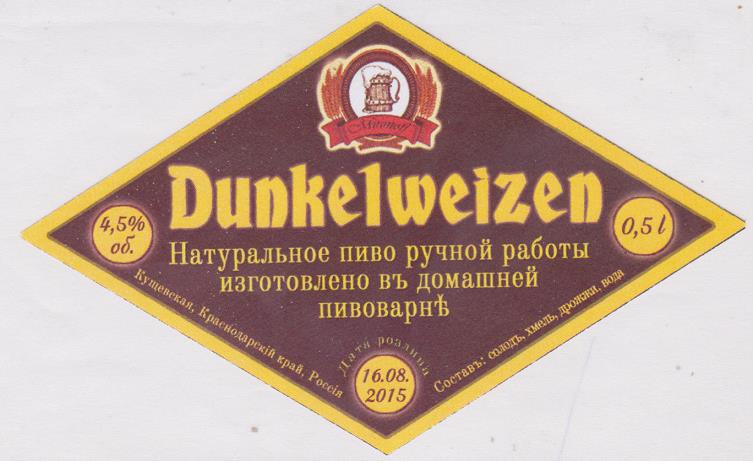 Dunkelweizen
4,5%
об.
0,5 l
Натуральное пиво ручной работы
изготовлено въ домашней
пивоварнѣ
Кущевская, Краснодарскій край, Россія
Дата розлива
16.08.
2015
Составъ: солодъ, хмель, дрожжи, вода